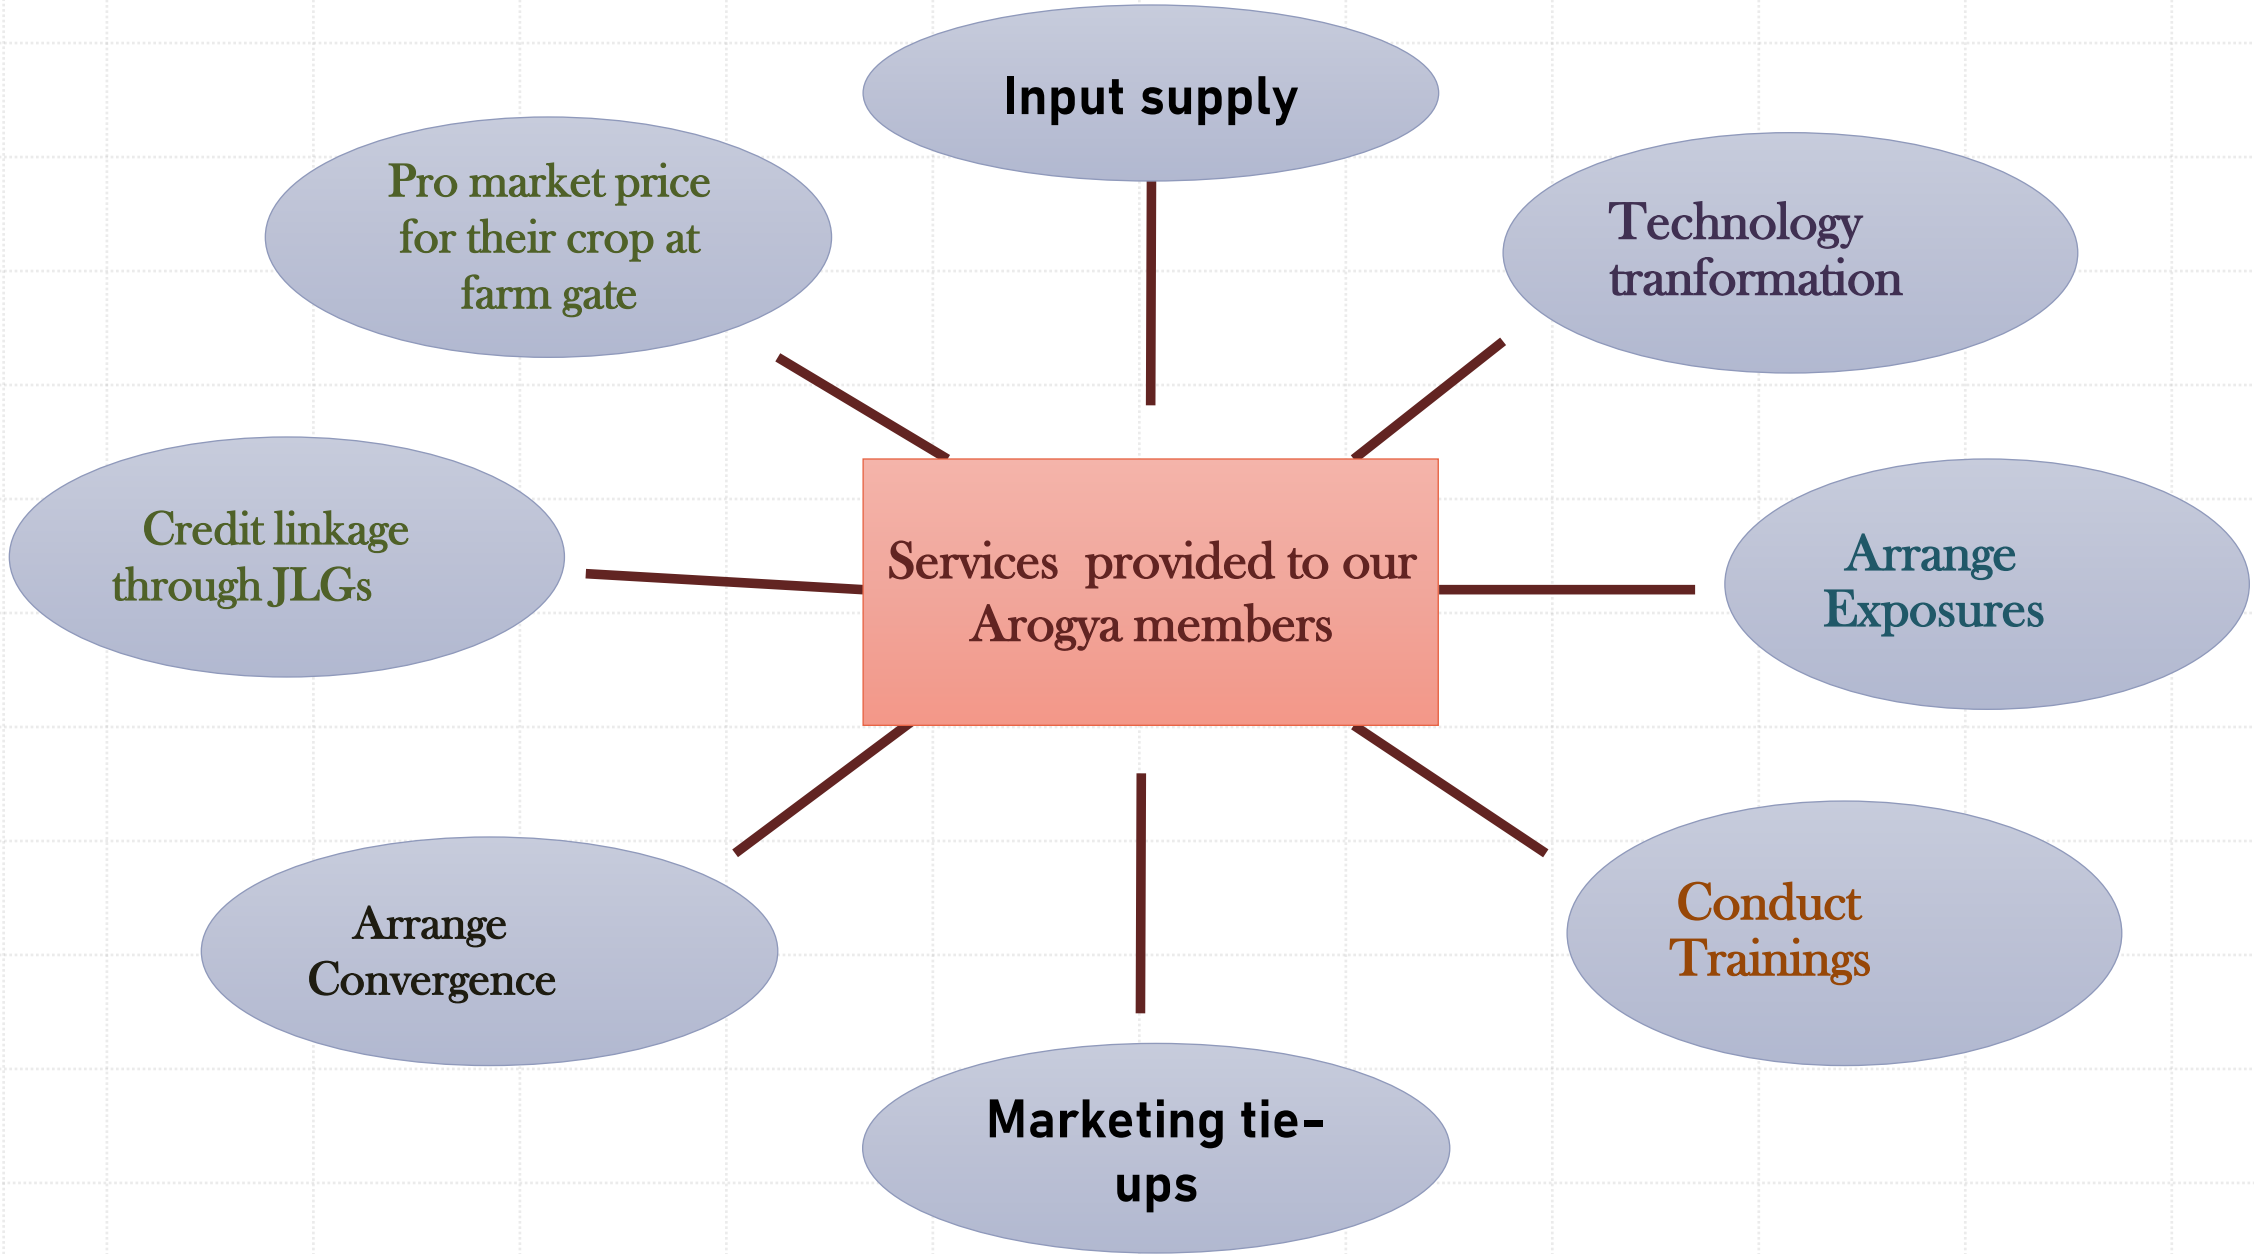 Input supply
Pro market price
for their crop at
farm gate
Technology
tranformation
Credit linkage
through JLGs
Services  provided to our
Arogya members
Arrange
Exposures
Arrange
Convergence
Conduct
Trainings
Marketing tie-
ups